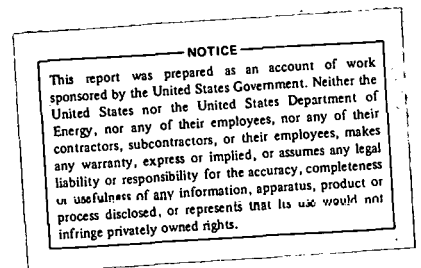 NOTICE
This report was prepared as an account of work
sponsored by the United States Government. Neither the
United States nor the United States Department of
Energy, nor any of their employees, nor any of their
contractors, subcontractors, or their employees, makes
any warranty, express or implied, or assumes any legal
liability or responsibility for the accuracy, completeness
or usefulness of any information, apparatus, product or
process disclosed, or represents that its use would not
infringe privately owned rights.